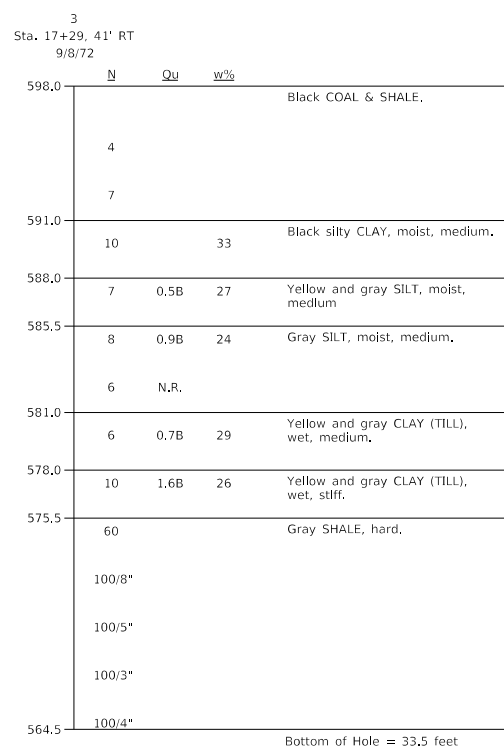 3
Sta. 17+29, 41' RT
9/8/72
N Qu w%
598.0
Black COAL & SHALE.
4
7
591.0
Black silty CLAY, moist, medium.
10 33
588.0
7 0.5B 27 Yellow and gray SILT, moist,
medium
585.5
8 0.9B 24 Gray SILT, moist, medium.
6 N.R.
581.0
Yellow and gray CLAY (TILL),
6 0.7B 29 wet, medium.
578.0
10 1.6B 26 Yellow and gray CLAY (TILL),
wet, stiff.
575.5
60 Gray SHALE, hard.
100/8"
100/5"
100/3"
100/4"
564.5
Bottom of Hole = 33.5 feet